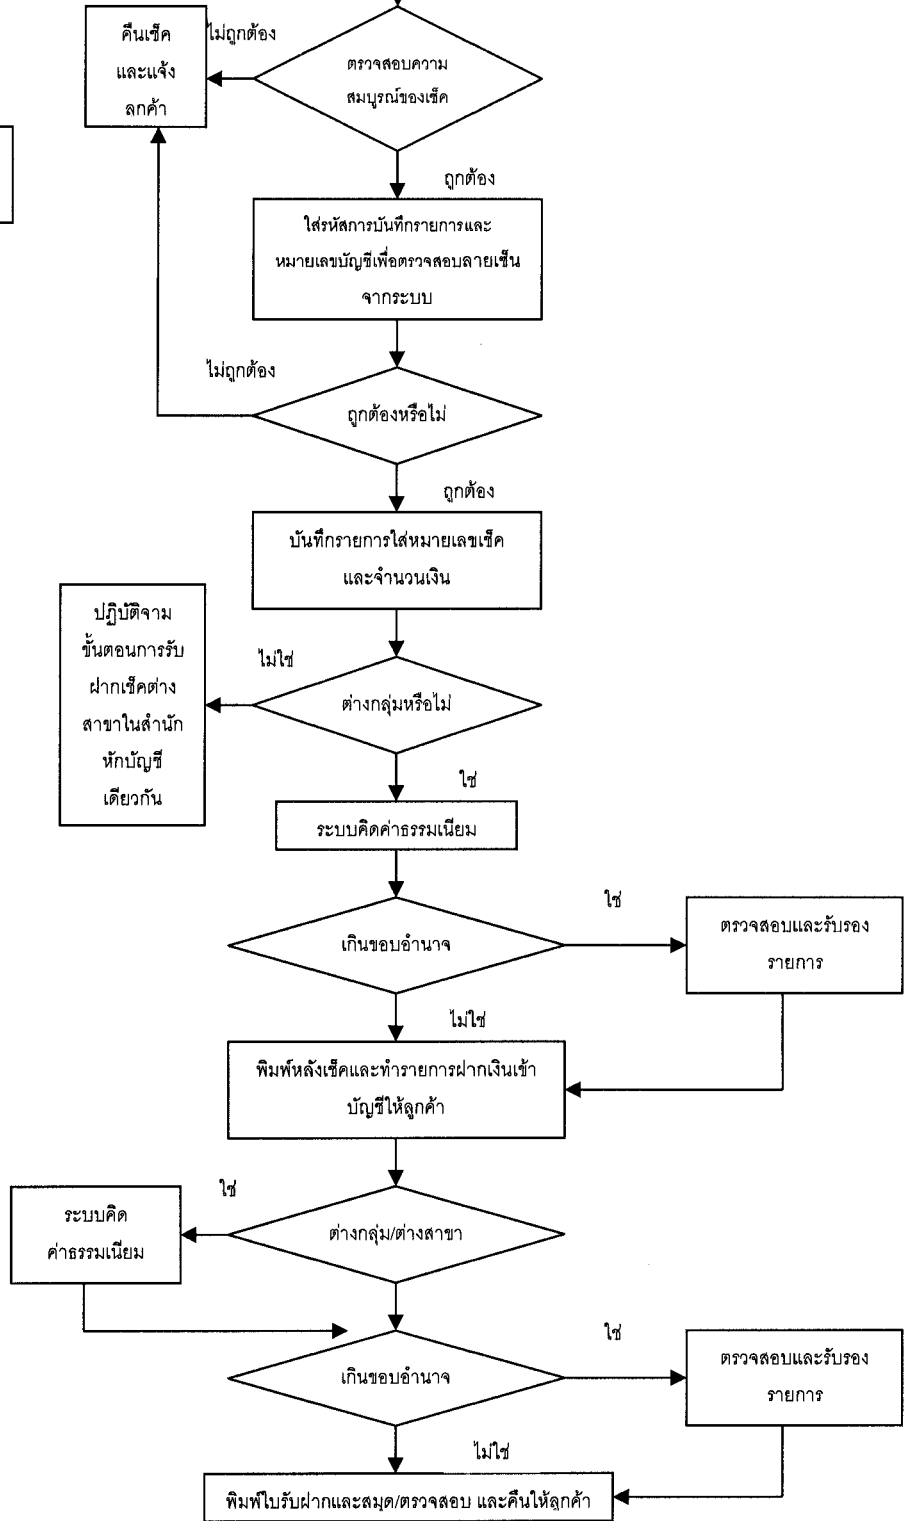 คืนเช็ค
และแจ้ง
ลกค้า
ไม่ถูกต้อง
ตรวจสอบความ
สมบูรณ์ของเช็ค
ถูกต้อง
ใส่รหัสการบันทึกรายการและ
หมายเลขบัญชีเพื่อตรวจสอบลายเซ็น
จากระบบ
ไม่ถูกต้อง
ถูกต้องหรือไม่
ถูกต้อง
บันทึกรายการใส่หมายเลขเช็ค
และจำนวนเงิน
ปฏิบัติจาม
ขั้นตอนการรับ
ฝากเช็คต่าง
สาขาในสำนัก
หักบัญชี
เดียวกัน
ไม่ใช่
ต่างกลุ่มหรือไม่
ใช่
ระบบคิดค่าธรรมเนียม
เกินขอบอำนาจ
ใช่
ตรวจสอบและรับรอง
รายการ
ไม่ใช่
พิมพ์หลังเช็คและทำรายการฝากเงินเข้า
บัญชีให้ลูกค้า
ใช่
ระบบคิด
ค่าธรรมเนียม
ต่างกลุ่ม/ต่างสาขา
เกินขอบอำนาจ
ใช่
ตรวจสอบและรับรอง
รายการ
ไม่ใช่
พิมพ์ใบรับฝากและสมุด/ตรวจสอบ และคืนให้ลูกค้า